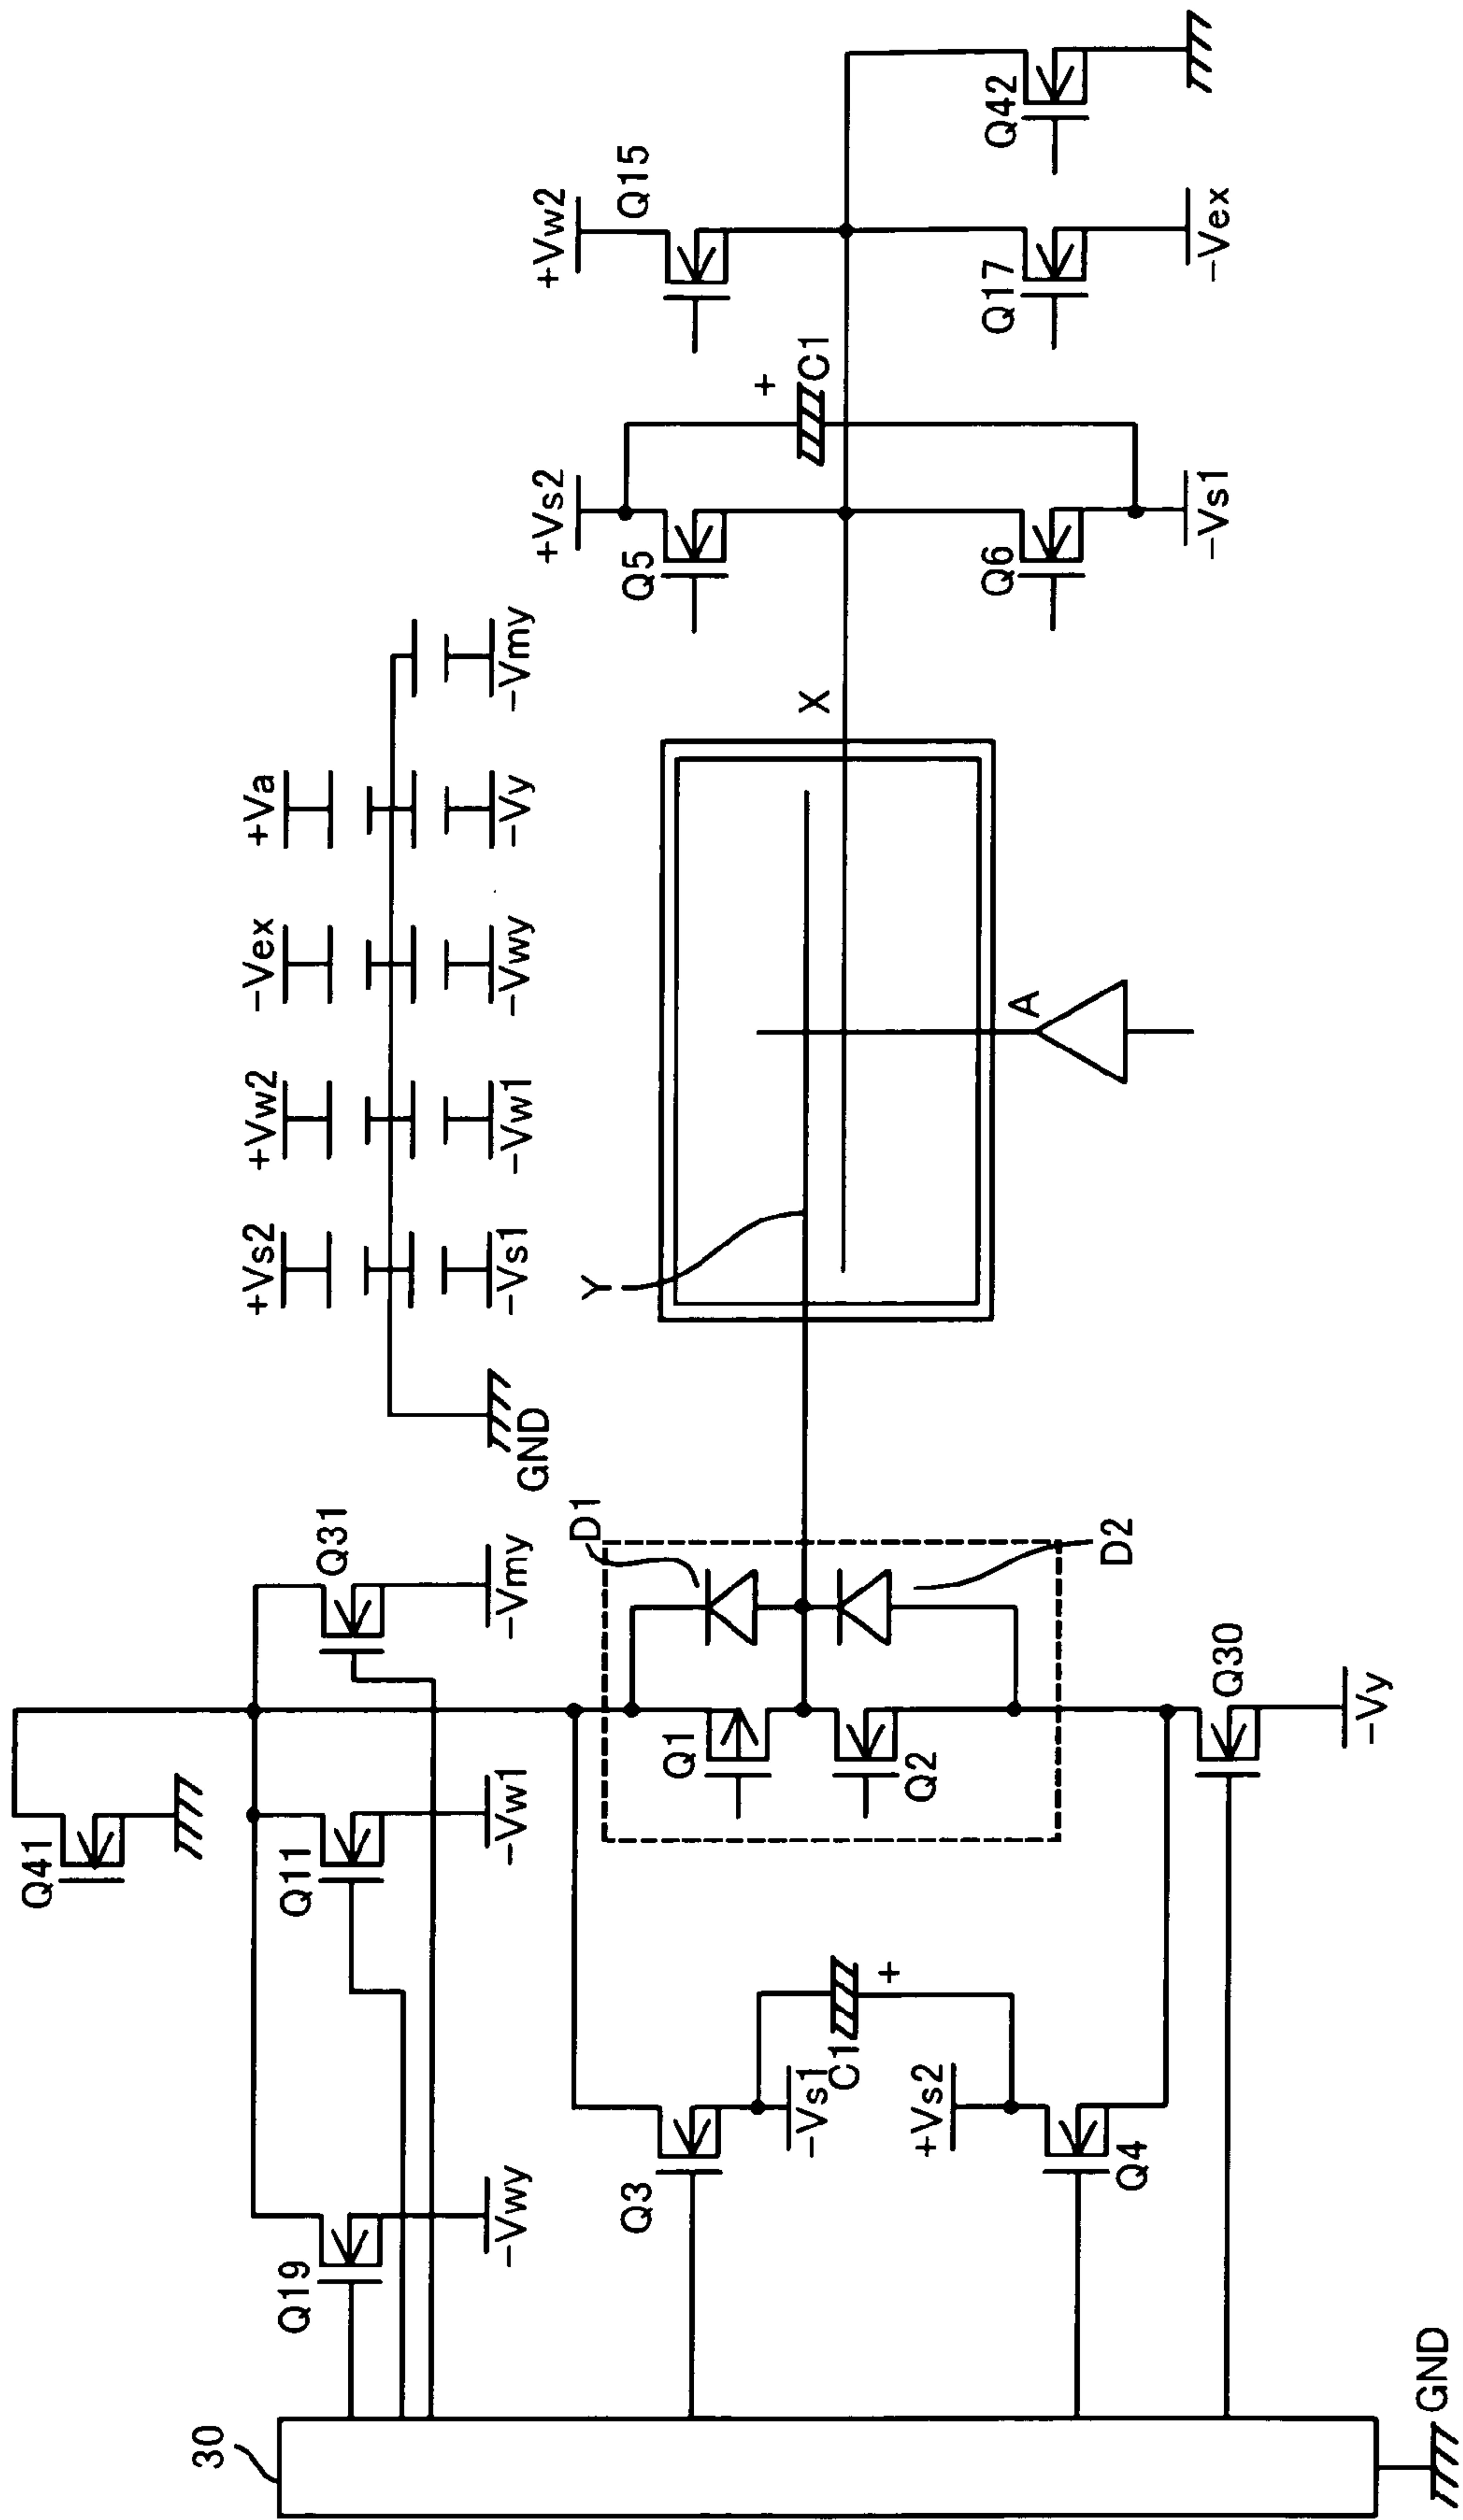 30
GND
Q19
-Vwy
Q41
Q11
-Vw1
Q31
-Vmy
Q3
-Vs1
C1
+
+Vs2
Q4
Q1
Q2
D1
D2
Q30
-Vy
GND
+Vs2
-Vs1
+Vw2
-Vw1
-Vex
-Vwy
+Va
-Vy
-Vmy
Y
X
A
+Vs2
Q5
Q6
-Vs1
+
C1
+Vw2
Q15
Q17
-Vex
Q42